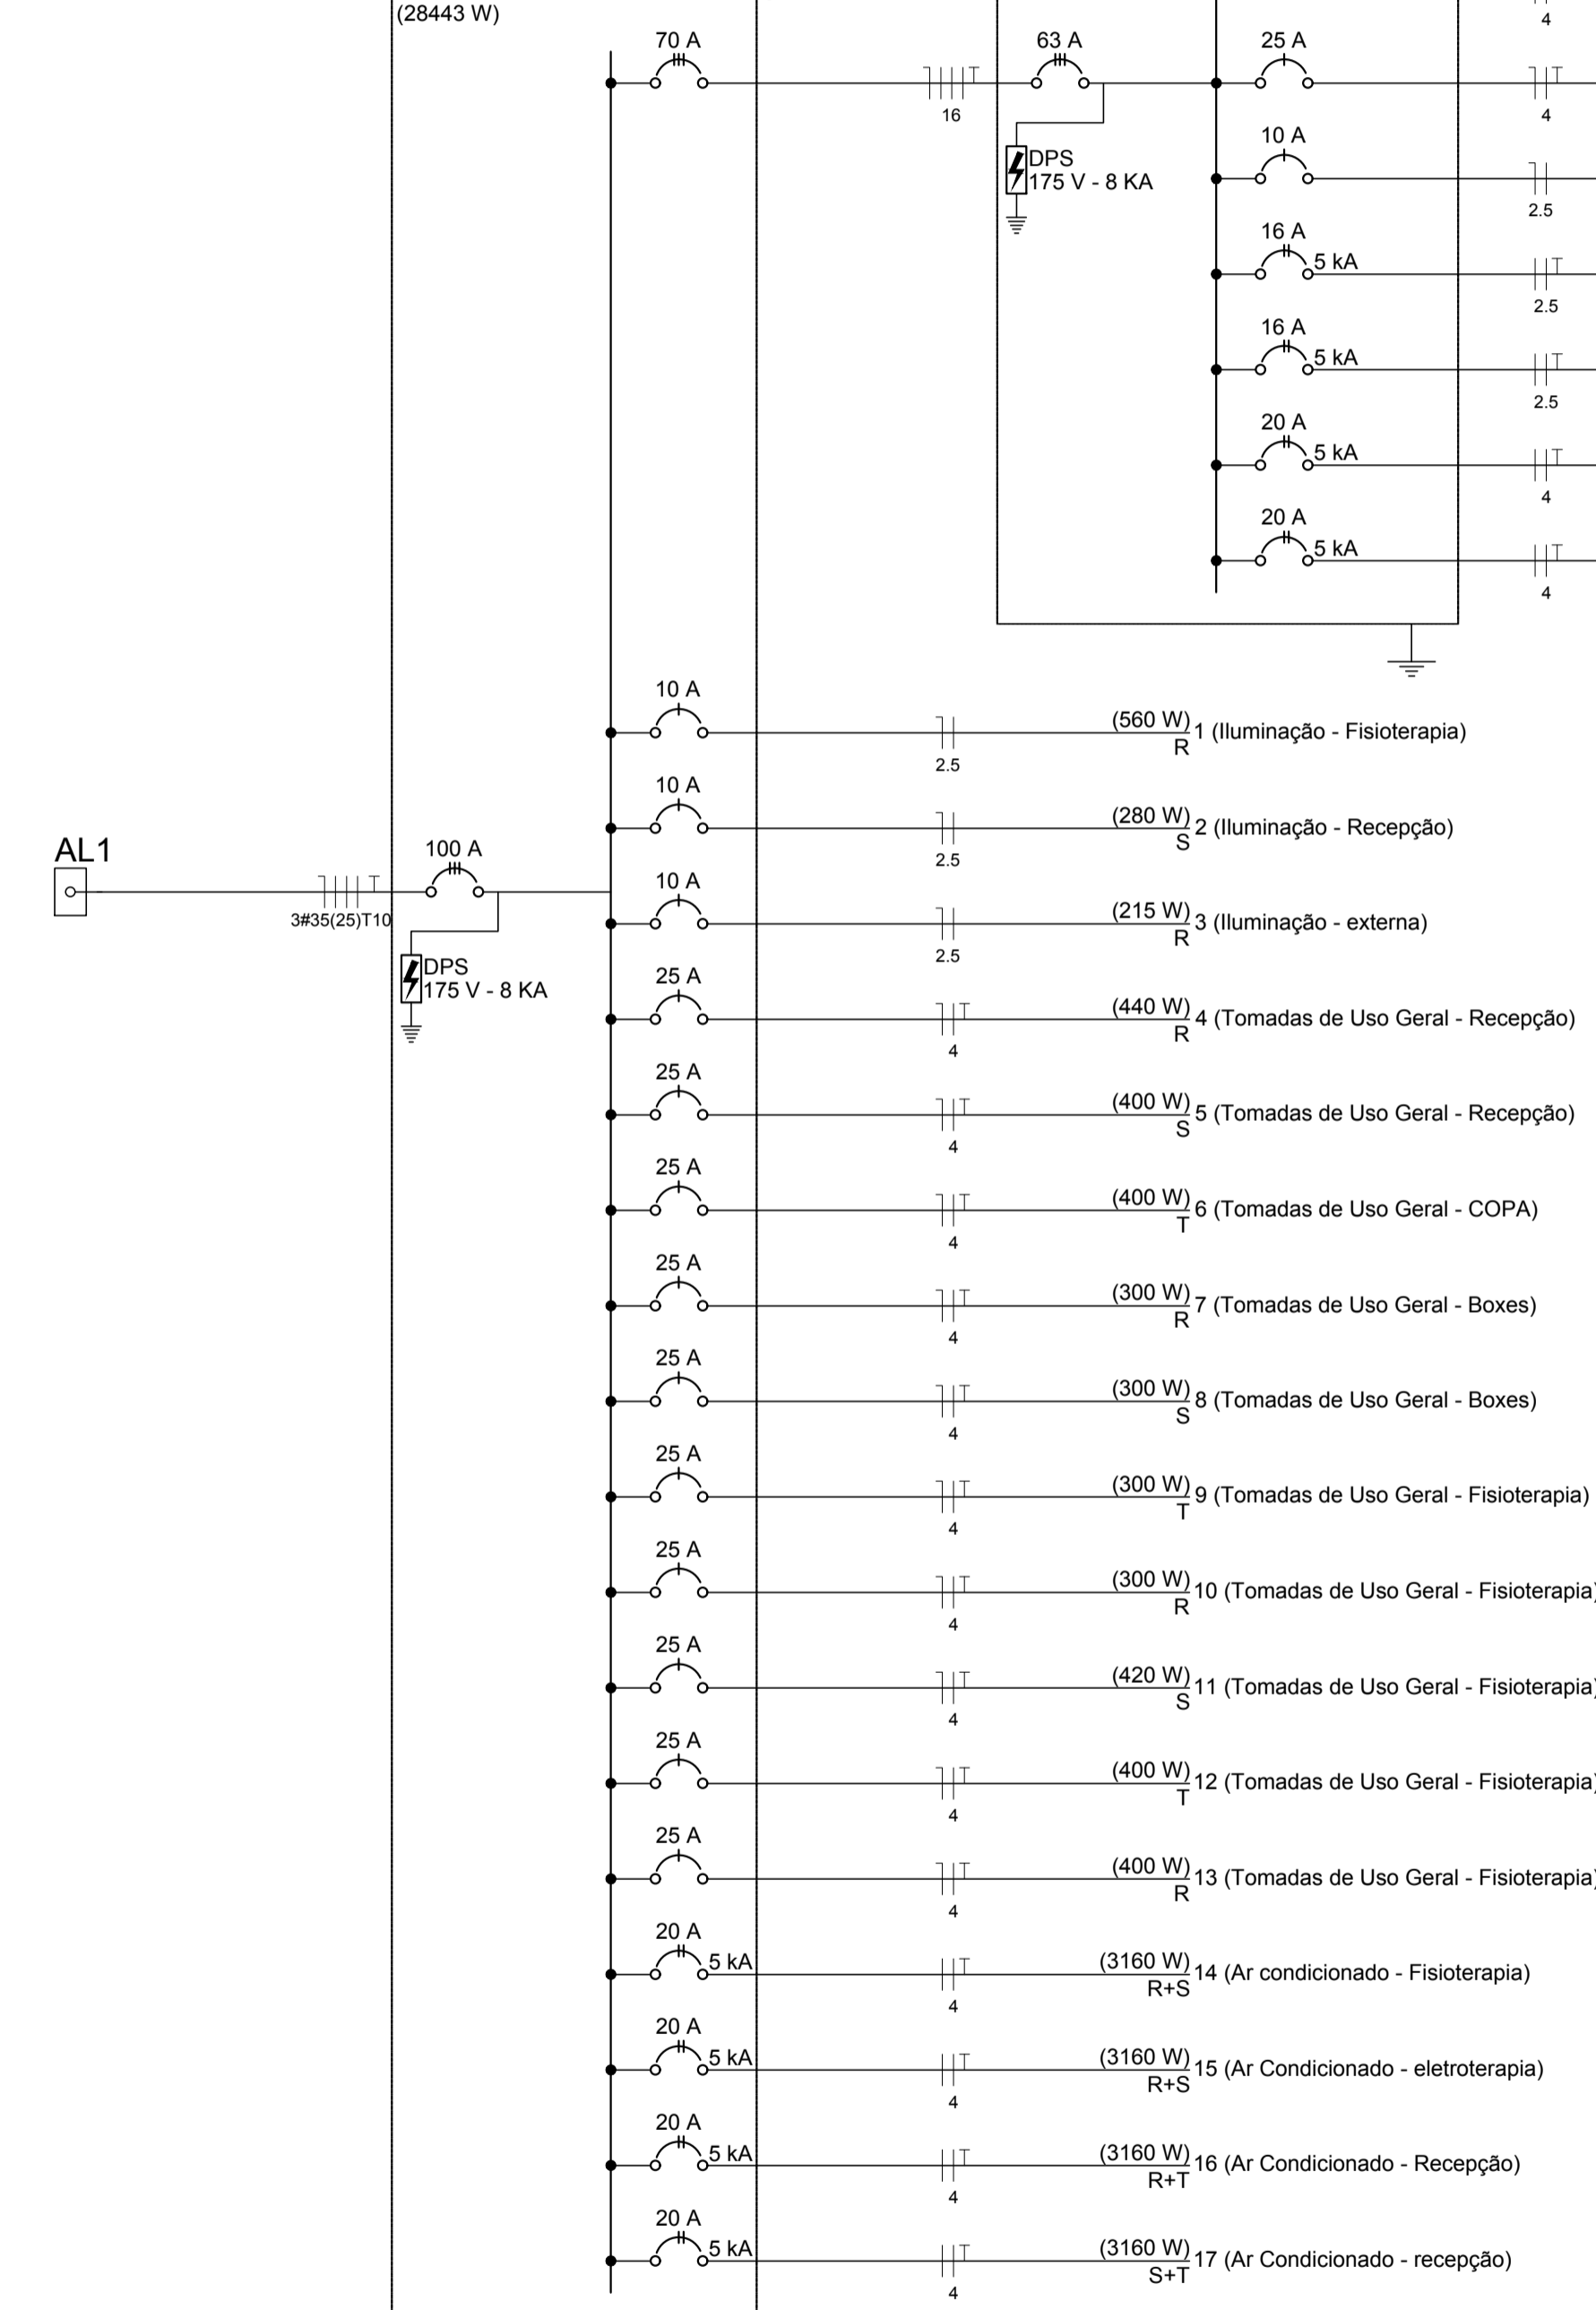 (28443 W)
4
70 A
63 A
25 A
16
4
10 A
DPS
175 V - 8 KA
2.5
16 A
5 kA
2.5
16 A
5 kA
2.5
20 A
5 kA
4
20 A
5 kA
4
10 A
(560 W)
R
1 (Iluminação - Fisioterapia)
2.5
10 A
(280 W)
S
2 (Iluminação - Recepção)
2.5
AL1
100 A
3#35(25)T10
DPS
175 V - 8 KA
10 A
(215 W)
R
3 (Iluminação - externa)
2.5
25 A
(440 W)
R
4 (Tomadas de Uso Geral - Recepção)
4
25 A
(400 W)
S
5 (Tomadas de Uso Geral - Recepção)
4
25 A
(400 W)
T
6 (Tomadas de Uso Geral - COPA)
4
25 A
(300 W)
R
7 (Tomadas de Uso Geral - Boxes)
4
25 A
(300 W)
S
8 (Tomadas de Uso Geral - Boxes)
4
25 A
(300 W)
T
9 (Tomadas de Uso Geral - Fisioterapia)
4
25 A
(300 W)
R
10 (Tomadas de Uso Geral - Fisioterapia)
4
25 A
(420 W)
S
11 (Tomadas de Uso Geral - Fisioterapia)
4
25 A
(400 W)
T
12 (Tomadas de Uso Geral - Fisioterapia)
4
25 A
(400 W)
R
13 (Tomadas de Uso Geral - Fisioterapia)
4
20 A
5 kA
(3160 W)
R+S
14 (Ar condicionado - Fisioterapia)
4
20 A
5 kA
(3160 W)
R+S
15 (Ar Condicionado - eletroterapia)
4
20 A
5 kA
(3160 W)
R+T
16 (Ar Condicionado - Recepção)
4
20 A
5 kA
(3160 W)
S+T
17 (Ar Condicionado - recepção)
4